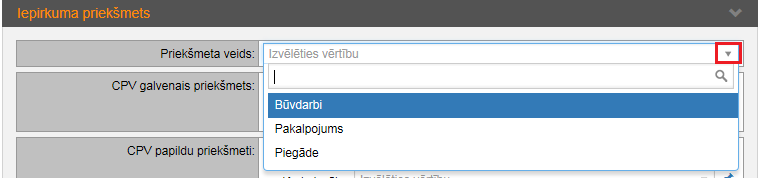 Iepirkuma priekšmets
Priekšmeta veids: Izvēlēties vērtību
CPV galvenais priekšmets:
Būvdarbi
Pakalpojums
Piegāde
CPV papildu priekšmeti:
Izvēlēties vērtību